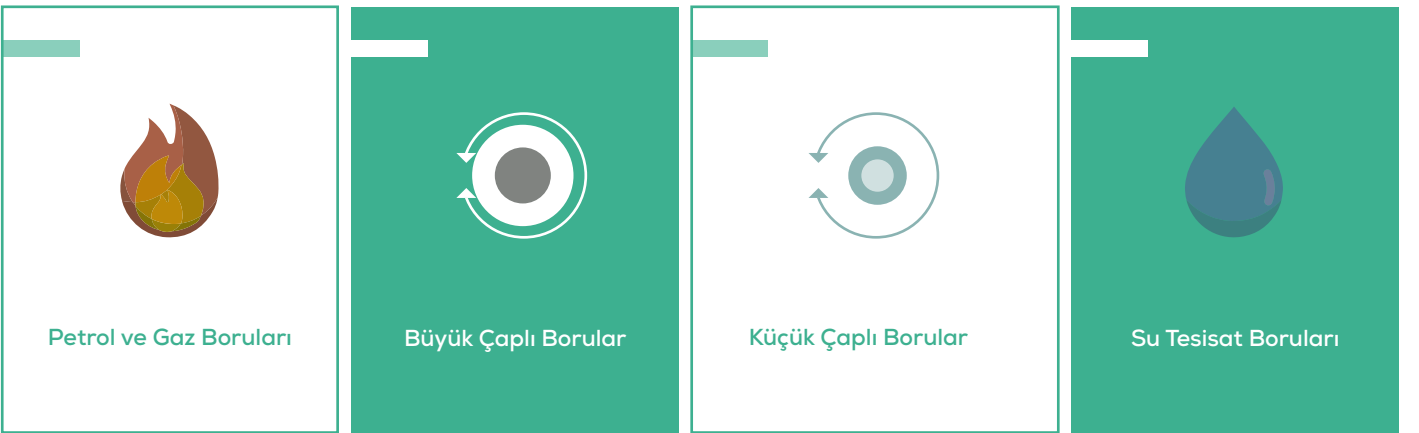 Petrol ve Gaz Boruları
Büyük Çaplı Borular
Küçük Çaplı Borular
Su Tesisat Boruları